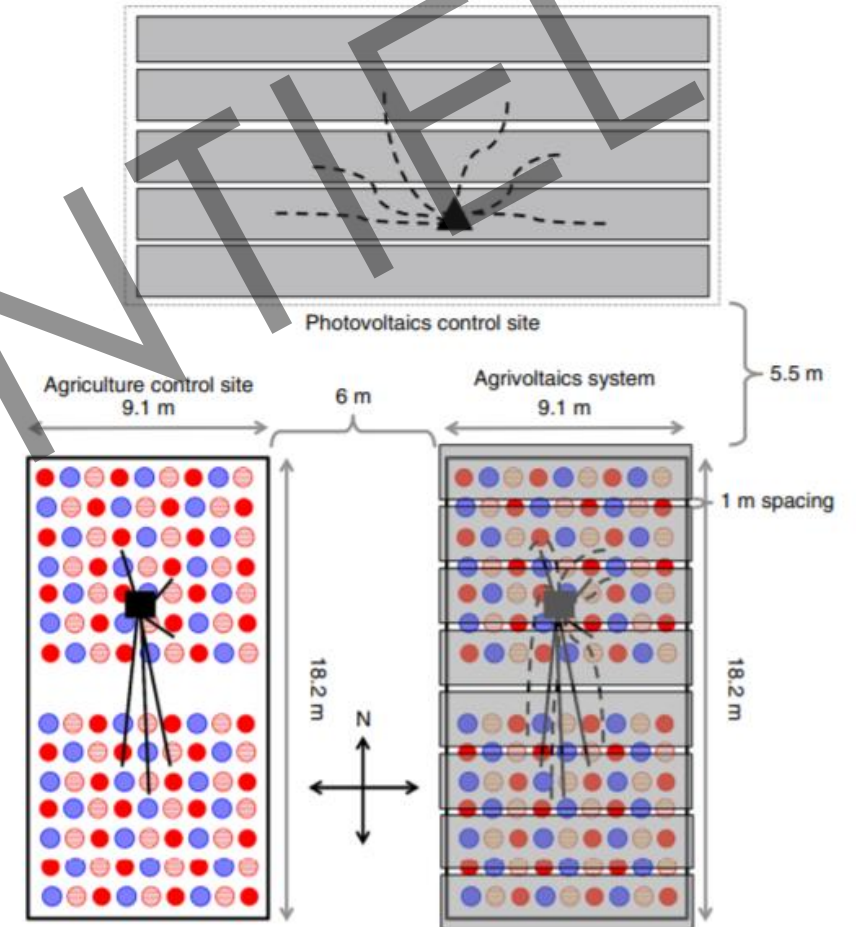 NTIEL
Photovoltaics control site
5.5 m
Agriculture control site
9.1 m
6 m
Agrivoltaics system
9.1 m
1 m spacing
18.2 m
N
18.2 m